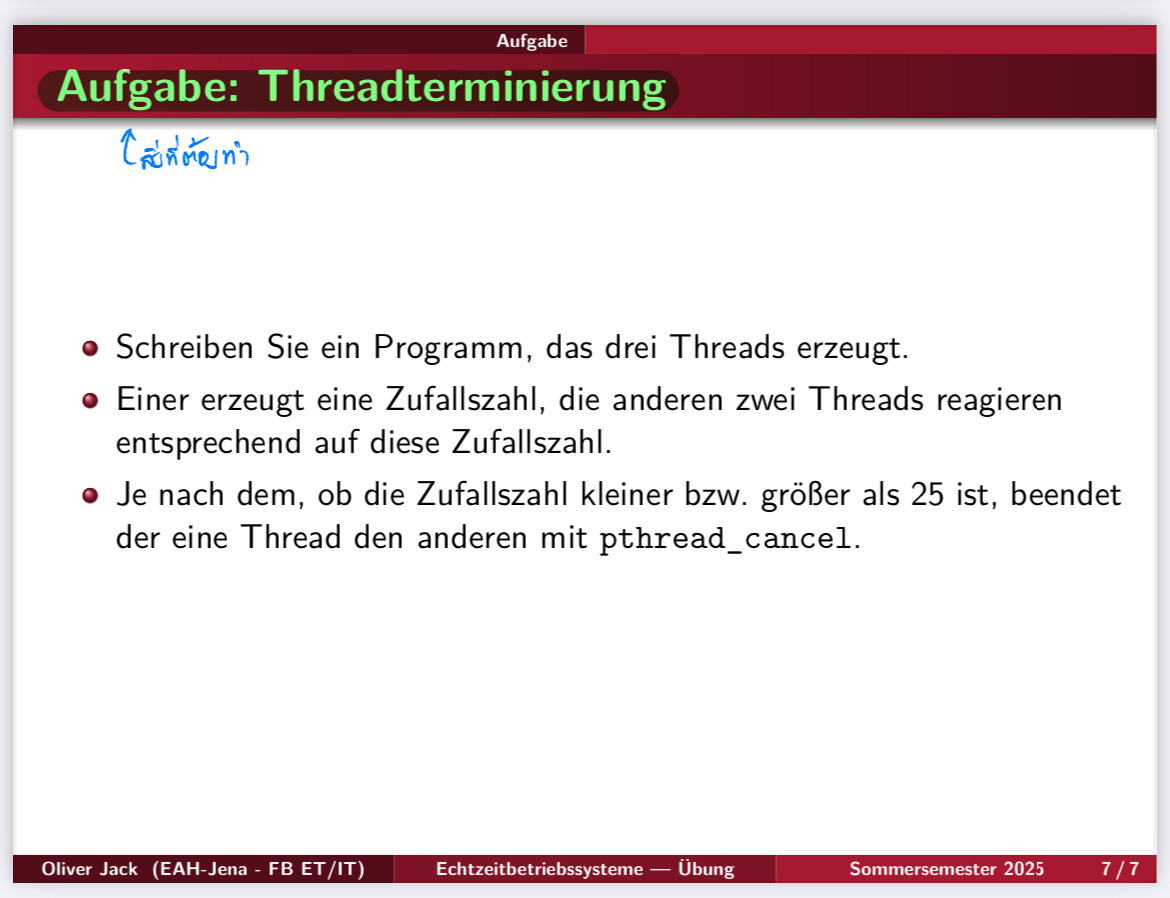 Aufgabe
Aufgabe: Threadterminierung
สิ่งที่ต้องทำ
Schreiben Sie ein Programm, das drei Threads erzeugt.
Einer erzeugt eine Zufallszahl, die anderen zwei Threads reagieren
entsprechend auf diese Zufallszahl.
Je nach dem, ob die Zufallszahl kleiner bzw. größer als 25 ist, beendet
der eine Thread den anderen mit pthread_cancel.
Oliver Jack (EAH-Jena - FB ET/IT) Echtzeitbetriebssysteme — Übung Sommersemester 2025 7 / 7